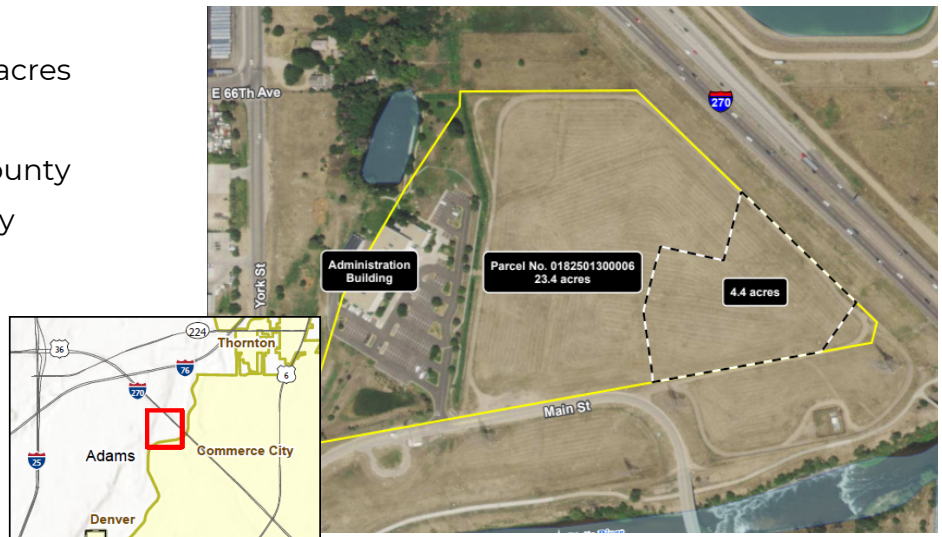 acres
ounty
y
E 66Th Ave
270
York St
Administration
Building
Parcel No. 0182501300006
23.4 acres
4.4 acres
Main St
River
224
Thornton
36
76
6
270
Adams
Commerce City
25
Denver